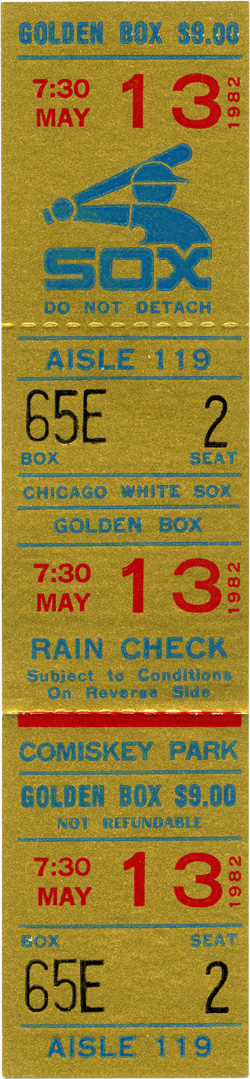 GOLDEN BOX $9.00
7:30
MAY 13 1982
SOX
DO NOT DETACH
AISLE 119
65E 2
BOX SEAT
CHICAGO WHITE SOX
GOLDEN BOX
7:30
MAY 13 1982
RAIN CHECK
Subject to Conditions
On Reverse Side
COMISKEY PARK
GOLDEN BOX $9.00
NOT REFUNDABLE
7:30
MAY 13 1982
BOX SEAT
65E 2
AISLE 119